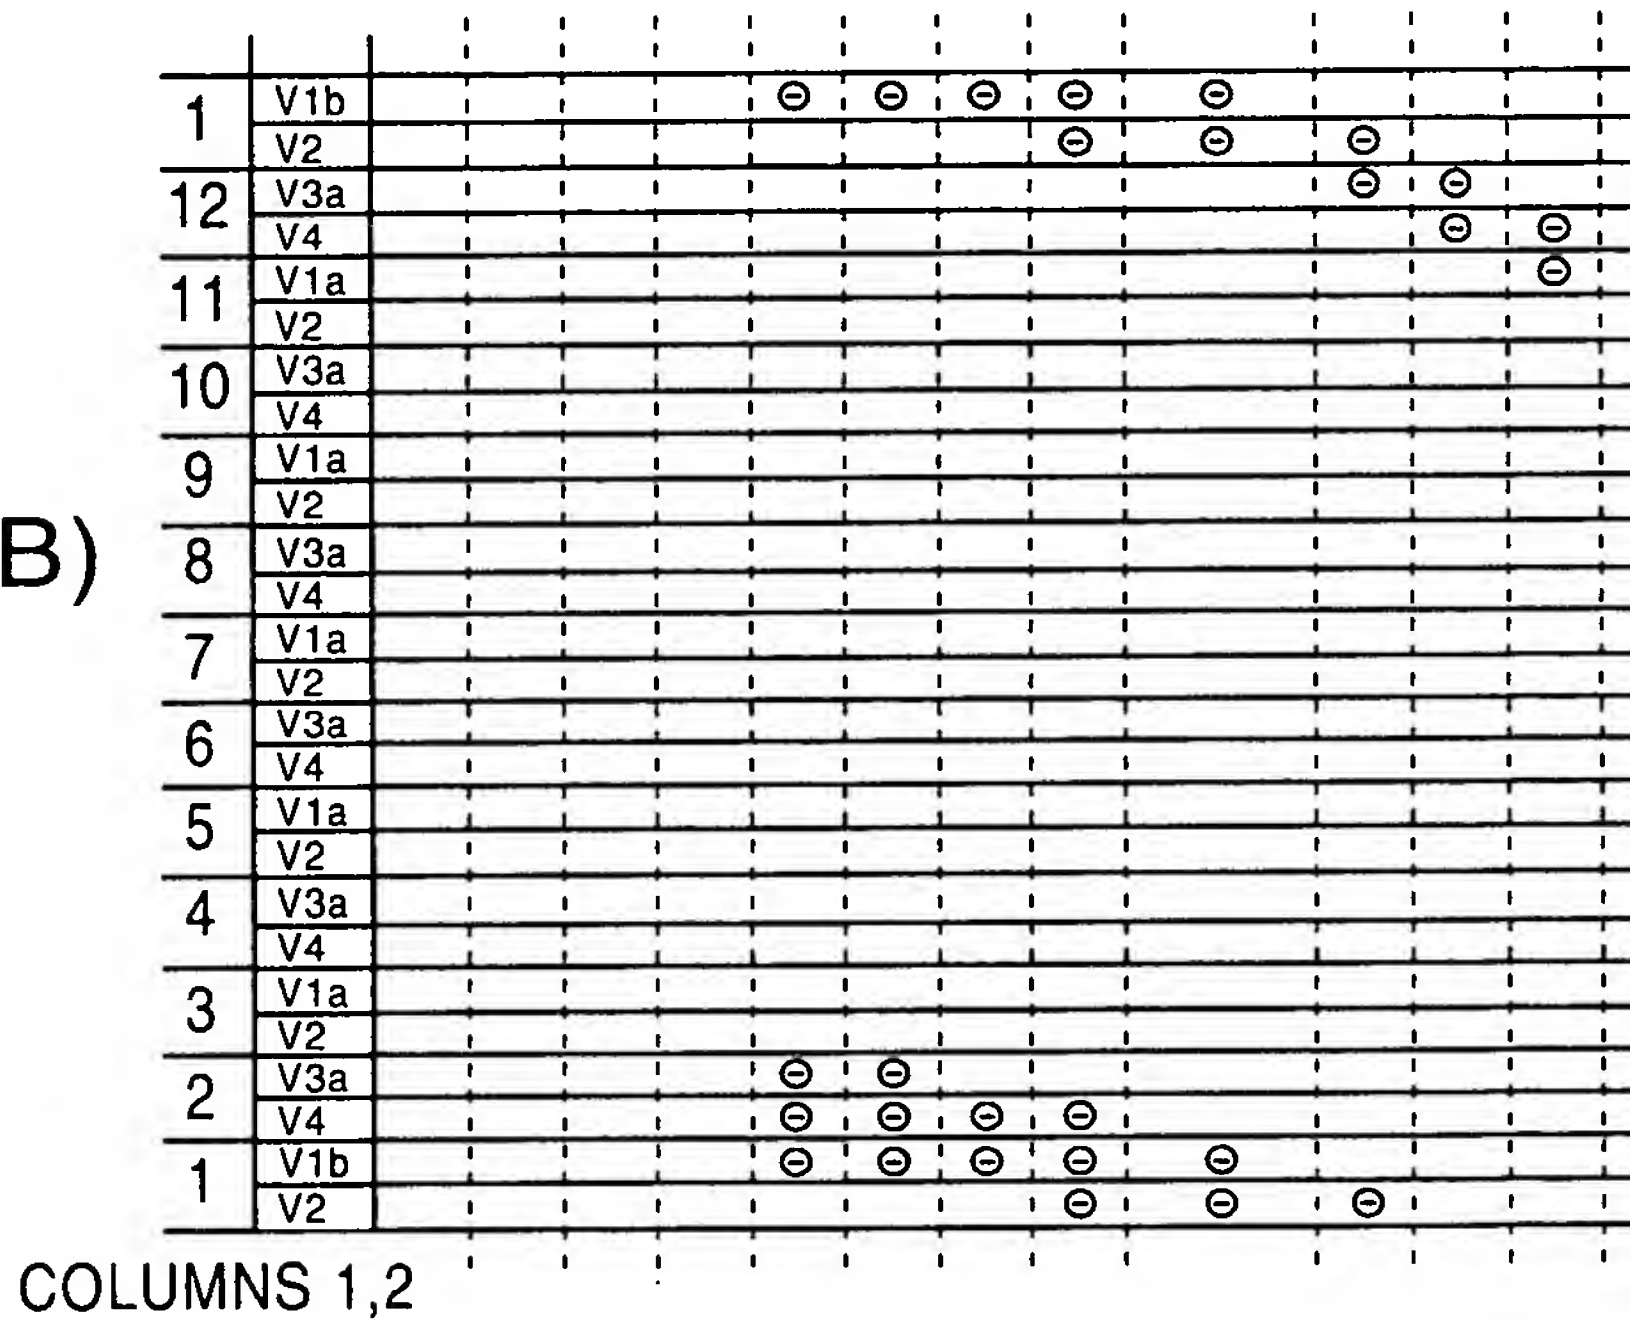 1 V1b ⊖ ⊖ ⊖ ⊖ ⊖
V2 ⊖ ⊖ ⊖
12 V3a ⊖ ⊖
V4 ⊖ ⊖
11 V1a ⊖
V2
10 V3a
V4
9 V1a
V2
B)
8 V3a
V4
7 V1a
V2
6 V3a
V4
5 V1a
V2
4 V3a
V4
3 V1a
V2
2 V3a ⊖ ⊖
V4 ⊖ ⊖ ⊖ ⊖
1 V1b ⊖ ⊖ ⊖ ⊖ ⊖
V2 ⊖ ⊖ ⊖
COLUMNS 1,2